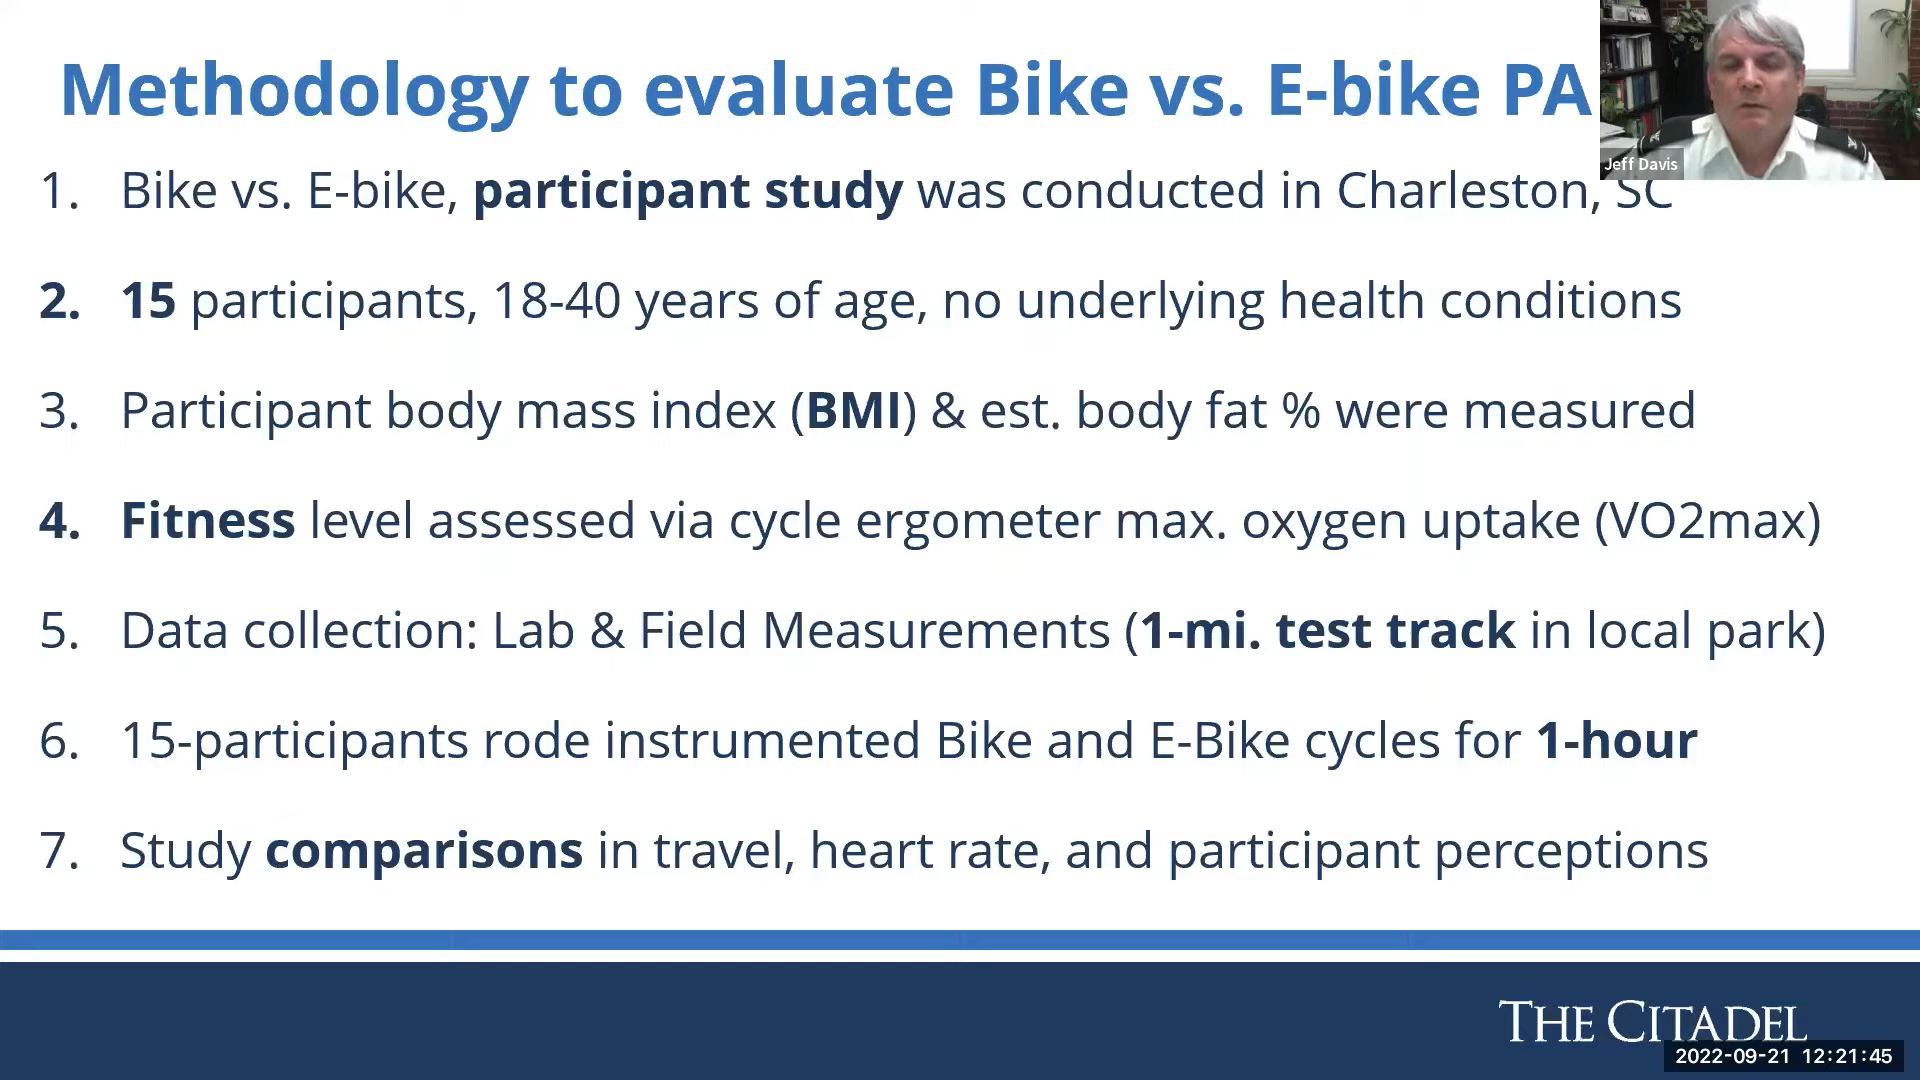 Methodology to evaluate Bike vs. E-bike PA
Jeff Davis
1. Bike vs. E-bike, participant study was conducted in Charleston, SC
2. 15 participants, 18-40 years of age, no underlying health conditions
3. Participant body mass index (BMI) & est. body fat % were measured
4. Fitness level assessed via cycle ergometer max. oxygen uptake (VO2max)
5. Data collection: Lab & Field Measurements (1-mi. test track in local park)
6. 15-participants rode instrumented Bike and E-Bike cycles for 1-hour
7. Study comparisons in travel, heart rate, and participant perceptions
THE CITADEL
2022-09-21 12:21:45